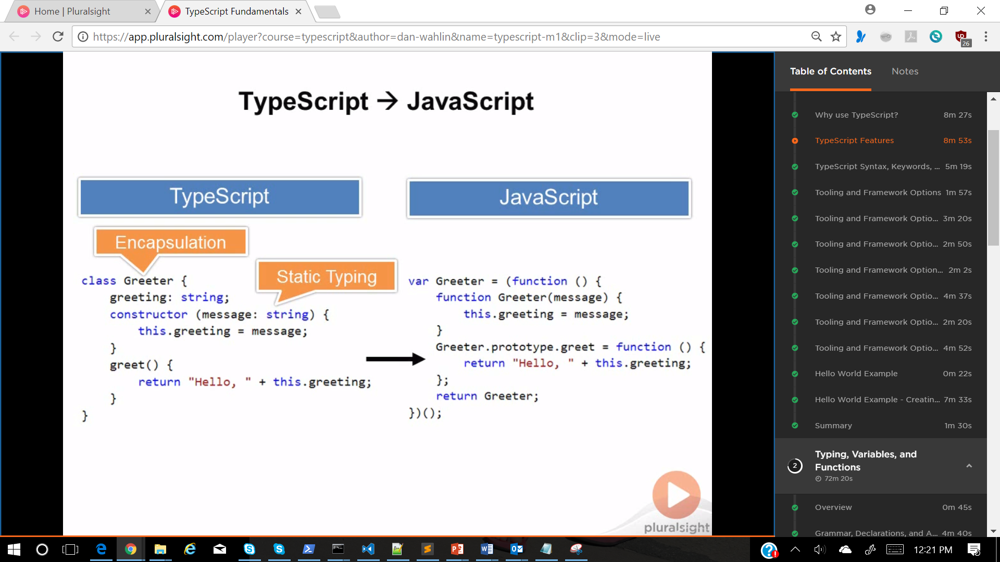 Home | Pluralsight
TypeScript Fundamentals
https://app.pluralsight.com/player?course=typescript&author=dan-wahlin&name=typescript-m1&clip=3&mode=live
26
TypeScript → JavaScript
TypeScript
JavaScript
Encapsulation
Static Typing
class Greeter {
    greeting: string;
    constructor (message: string) {
        this.greeting = message;
    }
    greet() {
        return "Hello, " + this.greeting;
    }
}
var Greeter = (function () {
    function Greeter(message) {
        this.greeting = message;
    }
    Greeter.prototype.greet = function () {
        return "Hello, " + this.greeting;
    };
    return Greeter;
})();
pluralsight
Table of Contents
Notes
Why use TypeScript? 8m 27s
TypeScript Features 8m 53s
TypeScript Syntax, Keywords, ... 5m 19s
Tooling and Framework Options 1m 57s
Tooling and Framework Optio... 3m 20s
Tooling and Framework Optio... 2m 50s
Tooling and Framework Option... 2m 2s
Tooling and Framework Optio... 4m 37s
Tooling and Framework Optio... 2m 20s
Tooling and Framework Optio... 4m 52s
Hello World Example 0m 22s
Hello World Example - Creatin... 7m 33s
Summary 1m 30s
2
Typing, Variables, and
Functions
72m 20s
Overview 0m 45s
Grammar, Declarations, and A... 4m 40s
12:21 PM